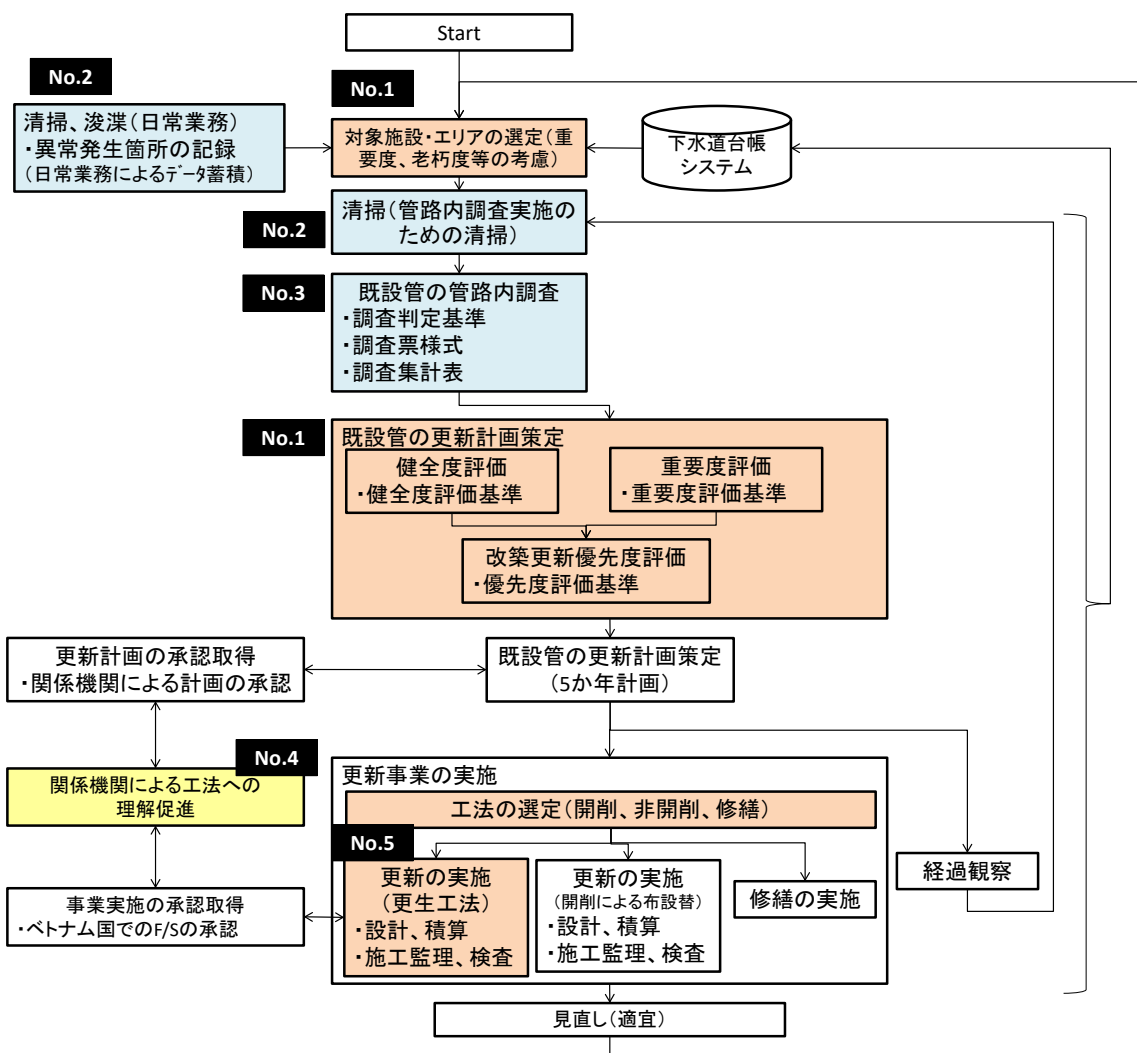 Start
No.2
No.1
清掃、浚渫（日常業務）
・異常発生箇所の記録
（日常業務によるデータ蓄積）
対象施設・エリアの選定（重
要度、老朽度等の考慮）
下水道台帳
システム
No.2
清掃（管路内調査実施の
ための清掃）
No.3
既設管の管路内調査
・調査判定基準
・調査票様式
・調査集計表
No.1
既設管の更新計画策定
健全度評価
・健全度評価基準
重要度評価
・重要度評価基準
改築更新優先度評価
・優先度評価基準
更新計画の承認取得
・関係機関による計画の承認
既設管の更新計画策定
（5か年計画）
No.4
関係機関による工法への
理解促進
更新事業の実施
工法の選定（開削、非開削、修繕）
No.5
更新の実施
（更生工法）
・設計、積算
・施工監理、検査
更新の実施
（開削による布設替）
・設計、積算
・施工監理、検査
修繕の実施
経過観察
事業実施の承認取得
・ベトナム国でのF/Sの承認
見直し（適宜）